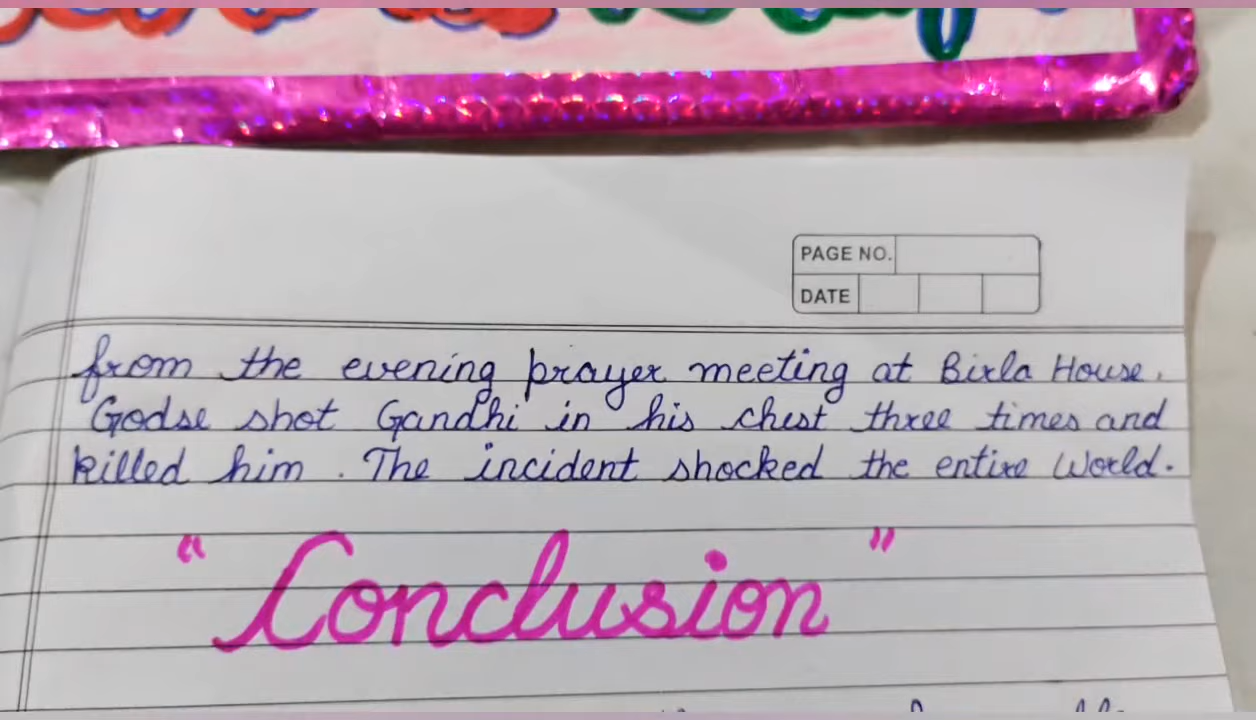 PAGE NO.
DATE
from the evening prayer meeting at Birla House.
Godse shot Gandhi in his chest three times and
killed him . The incident shocked the entire World.
"Conclusion"